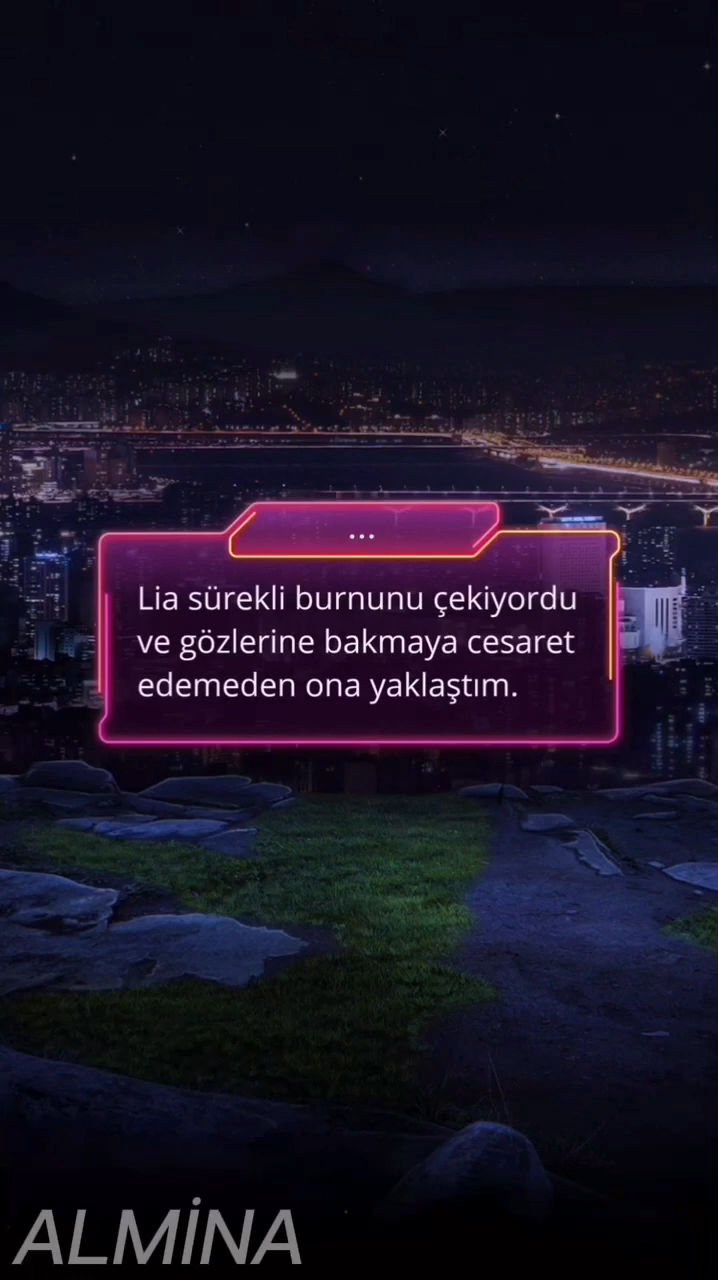 ...
Lia sürekli burnunu çekiyordu
ve gözlerine bakmaya cesaret
edemeden ona yaklaştım.
ALMİNA